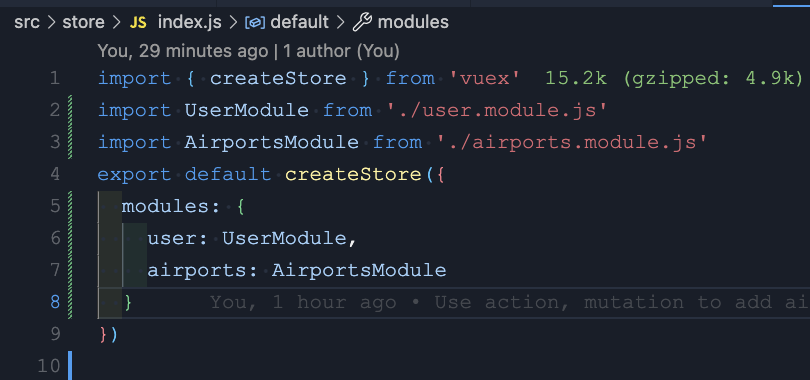 src > store > JS index.js > default > modules
You, 29 minutes ago | 1 author (You)
1 import { createStore } from 'vuex' 15.2k (gzipped: 4.9k)
2 import UserModule from './user.module.js'
3 import AirportsModule from './airports.module.js'
4 export default createStore({
5 modules: {
6 user: UserModule,
7 airports: AirportsModule
8 } You, 1 hour ago • Use action, mutation to add ai
9 })
10